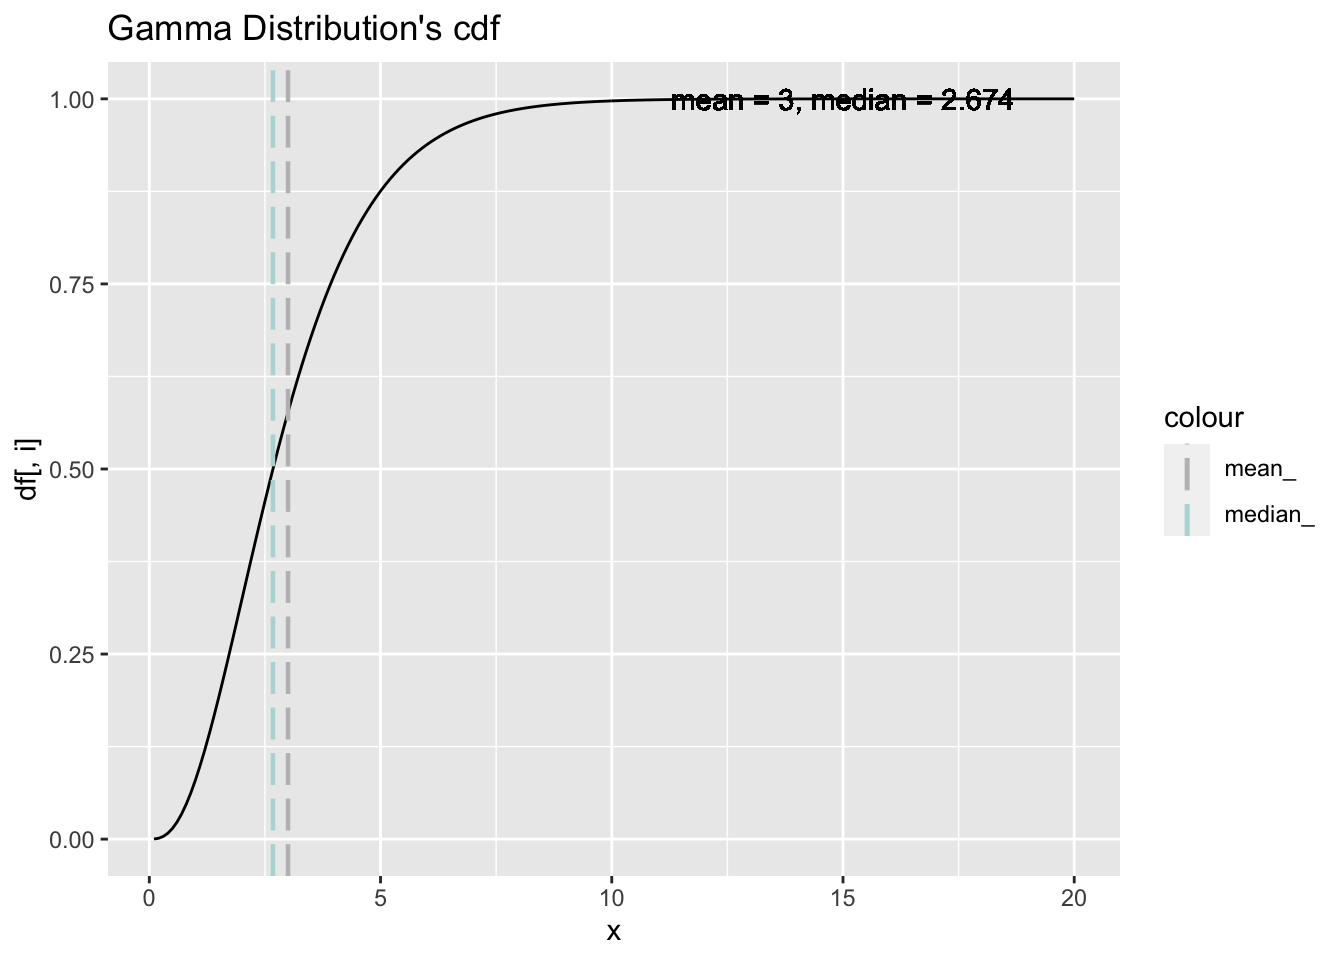 Gamma Distribution's cdf
mean = 3, median = 2.674
1.00
0.75
0.50
0.25
0.00
df[, i]
0 5 10 15 20
x
colour
mean_
median_